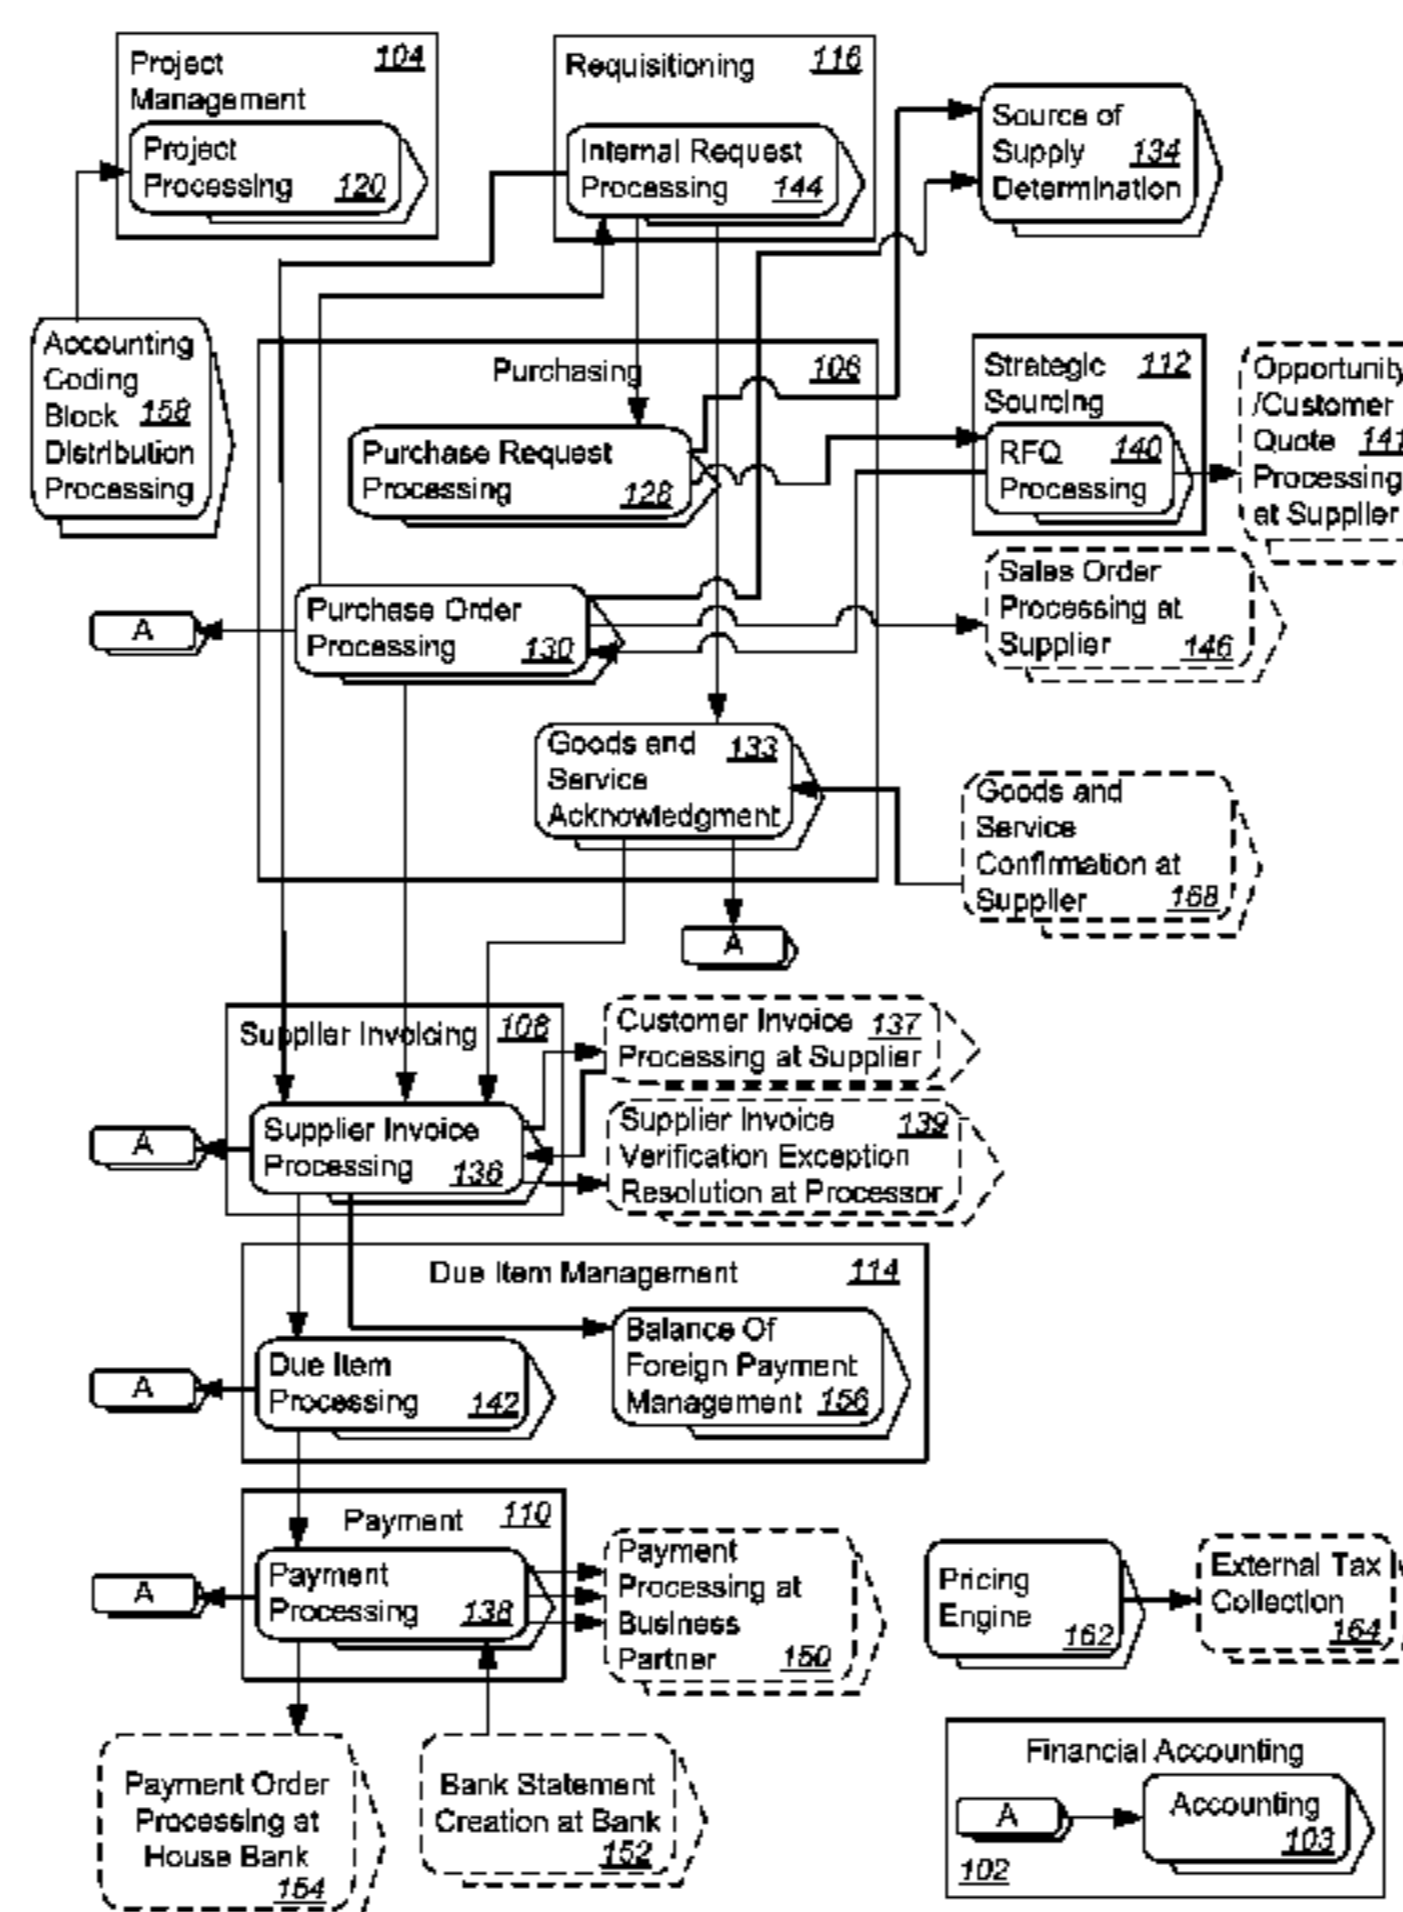 Project 104
Management
Project
Processing 120
Requisitioning 116
Internal Request
Processing 144
Source of
Supply 134
Determination
Accounting
Coding
Block 158
Distribution
Processing
Purchasing 106
Purchase Request
Processing 128
Strategic 112
Sourcing
RFQ 140
Processing
Opportunity
/Customer
Quote 141
Processing
at Supplier
Purchase Order
Processing 130
A
Sales Order
Processing at
Supplier 146
Goods and 133
Service
Acknowledgment
Goods and
Service
Confirmation at
Supplier 168
A
Supplier Invoicing 108
Customer Invoice 137
Processing at Supplier
A
Supplier Invoice
Processing 136
Supplier Invoice 139
Verification Exception
Resolution at Processor
Due Item Management 114
A
Due Item
Processing 142
Balance Of
Foreign Payment
Management 156
Payment 110
A
Payment
Processing 138
Payment
Processing at
Business
Partner 150
Pricing
Engine 162
External Tax
Collection
164
Payment Order
Processing at
House Bank
154
Bank Statement
Creation at Bank
152
Financial Accounting
A
Accounting
103
102